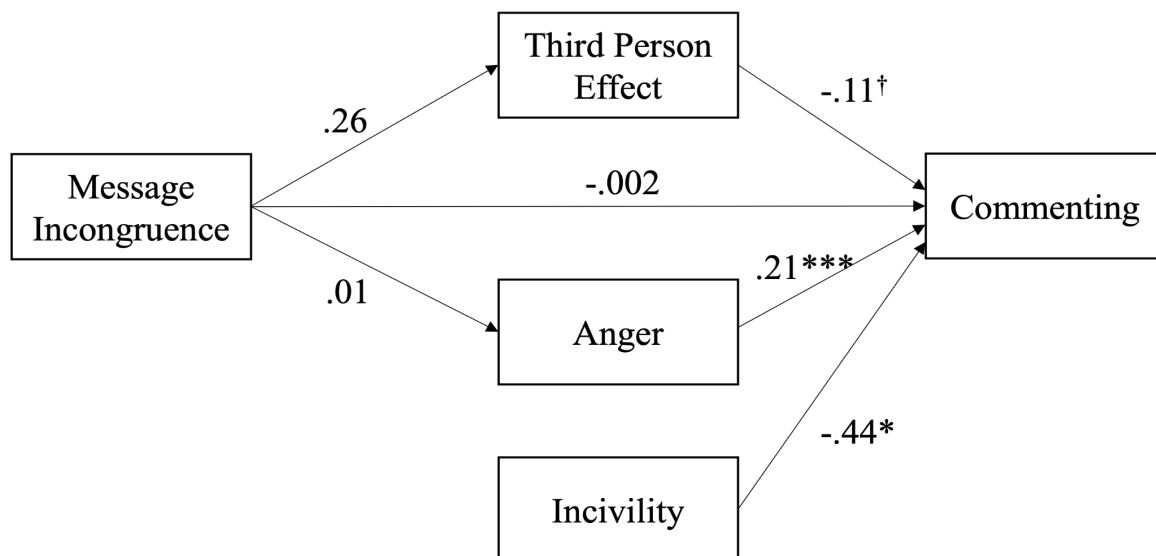 Third Person
Effect
-.11†
.26
Message
Incongruence
-.002
Commenting
.01
.21***
Anger
-.44*
Incivility